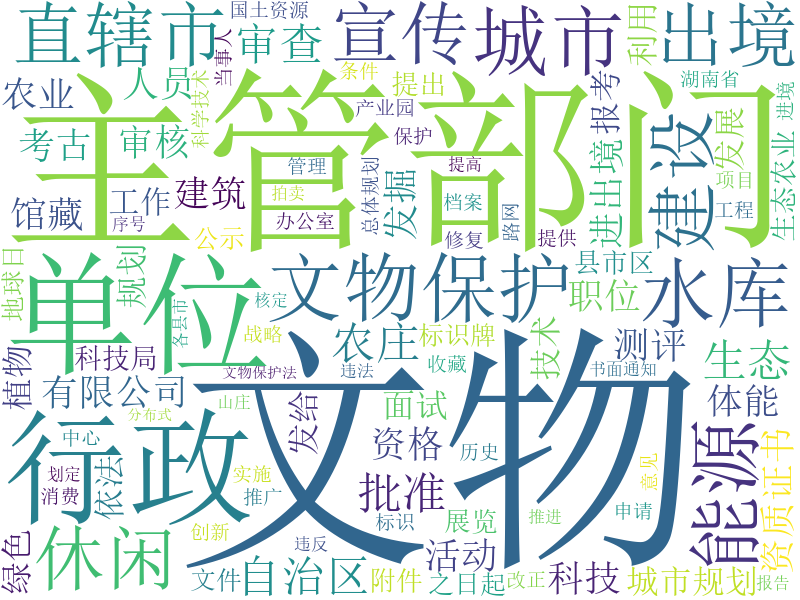 国土资源
直辖市
审查
当事人
宣传
城市
利用
出境
农业
人员
条件
提出
科学技术
产业园
湖南省
进境
主管部门
报考
考古
审核
保护
发展
生态农业
管理
提高
建设
馆藏
工作
建筑
拍卖
总体规划
档案
发掘
进出境
项目
序号
办公室
修复
路网
提供
工程
公示
地球日
规划
单位
文物保护
县市区
水库
核定
职位
各县市
战略
农庄
标识牌
技术
测评
生态
植物
科技局
文物保护法
违法
收藏
书面通知
有限公司
发给
山庄
面试
体能
分布式
文物
行政
中心
依法
资格
历史
能源
资质证书
划定
实施
批准
意见
消费
推广
绿色
休闲
创新
标识
展览
推进
申请
违反
活动
文件
自治区
附件
之日起
改正
科技
城市规划
报告